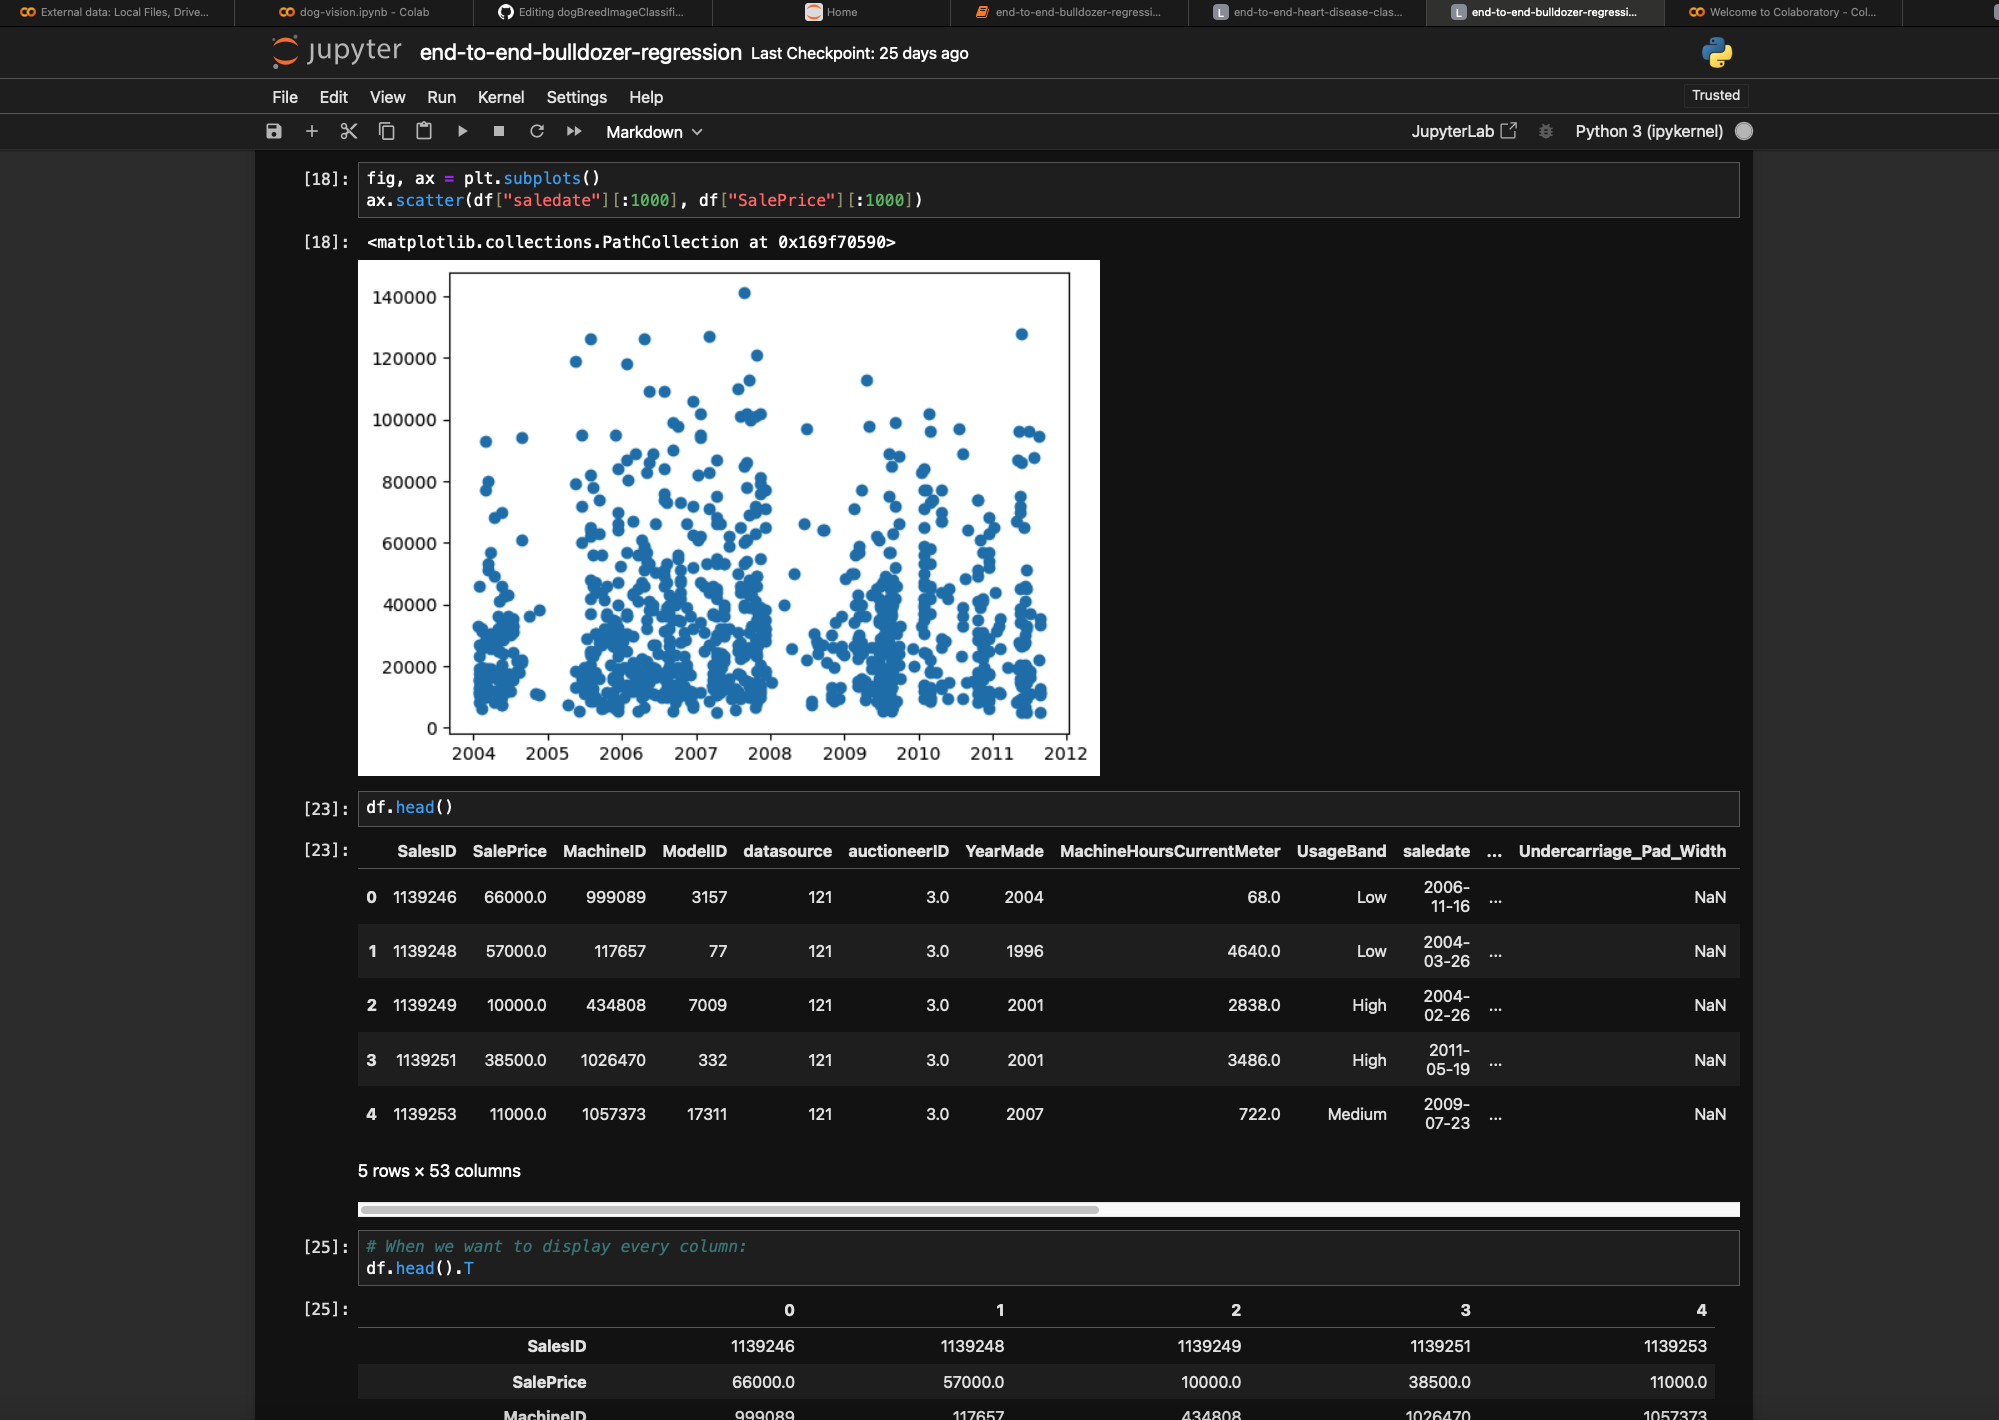 External data: Local Files, Drive...
dog-vision.ipynb - Colab
Editing dogBreedImageClassifi...
Home
end-to-end-bulldozer-regressi...
L end-to-end-heart-disease-clas...
L end-to-end-bulldozer-regressi...
Welcome to Colaboratory - Col...
jupyter end-to-end-bulldozer-regression Last Checkpoint: 25 days ago
File Edit View Run Kernel Settings Help
Trusted
Markdown
JupyterLab
Python 3 (ipykernel)
[18]: fig, ax = plt.subplots()
ax.scatter(df["saledate"][:1000], df["SalePrice"][:1000])
[18]: <matplotlib.collections.PathCollection at 0x169f70590>
140000
120000
100000
80000
60000
40000
20000
0
2004 2005 2006 2007 2008 2009 2010 2011 2012
[23]: df.head()
[23]: SalesID SalePrice MachineID ModelID datasource auctioneerID YearMade MachineHoursCurrentMeter UsageBand saledate ... Undercarriage_Pad_Width
0 1139246 66000.0 999089 3157 121 3.0 2004 68.0 Low 2006-11-16 ... NaN
1 1139248 57000.0 117657 77 121 3.0 1996 4640.0 Low 2004-03-26 ... NaN
2 1139249 10000.0 434808 7009 121 3.0 2001 2838.0 High 2004-02-26 ... NaN
3 1139251 38500.0 1026470 332 121 3.0 2001 3486.0 High 2011-05-19 ... NaN
4 1139253 11000.0 1057373 17311 121 3.0 2007 722.0 Medium 2009-07-23 ... NaN
5 rows × 53 columns
[25]: # When we want to display every column:
df.head().T
[25]: 0 1 2 3 4
SalesID 1139246 1139248 1139249 1139251 1139253
SalePrice 66000.0 57000.0 10000.0 38500.0 11000.0
MachineID 999089 117657 434808 1026470 1057373